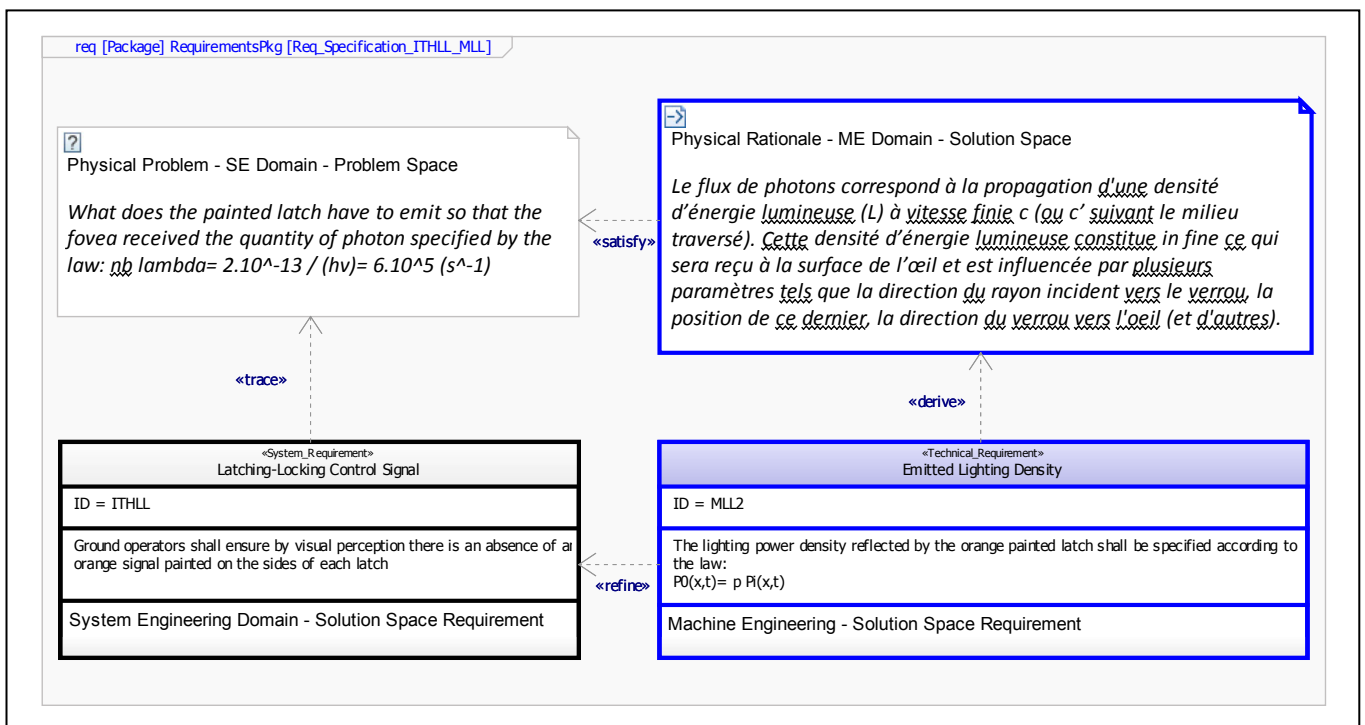 req [Package] RequirementsPkg [Req_Specification_ITHLL_MLL]
?
Physical Problem - SE Domain - Problem Space
What does the painted latch have to emit so that the
fovea received the quantity of photon specified by the
law: nb lambda= 2.10^-13 / (hv)= 6.10^5 (s^-1)
«satisfy»
Physical Rationale - ME Domain - Solution Space
Le flux de photons correspond à la propagation d'une densité
d’énergie lumineuse (L) à vitesse finie c (ou c’ suivant le milieu
traversé). Cette densité d’énergie lumineuse constitue in fine ce qui
sera reçu à la surface de l’œil et est influencée par plusieurs
paramètres tels que la direction du rayon incident vers le verrou, la
position de ce dernier, la direction du verrou vers l'oeil (et d'autres).
«trace»
«derive»
«System_Requirement»
Latching-Locking Control Signal
ID = ITHLL
Ground operators shall ensure by visual perception there is an absence of ar
orange signal painted on the sides of each latch
System Engineering Domain - Solution Space Requirement
«refine»
«Technical_Requirement»
Emitted Lighting Density
ID = MLL2
The lighting power density reflected by the orange painted latch shall be specified according to
the law:
P0(x,t)= p Pi(x,t)
Machine Engineering - Solution Space Requirement